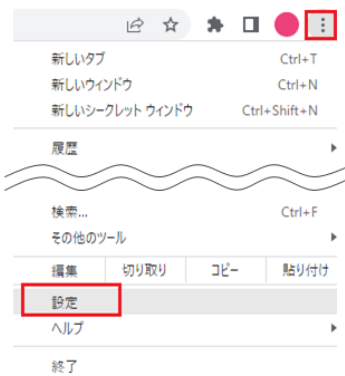 新しいタブ Ctrl+T
新しいウィンドウ Ctrl+N
新しいシークレット ウィンドウ Ctrl+Shift+N
履歴
検索... Ctrl+F
その他のツール
編集 切り取り コピー 貼り付け
設定
ヘルプ
終了